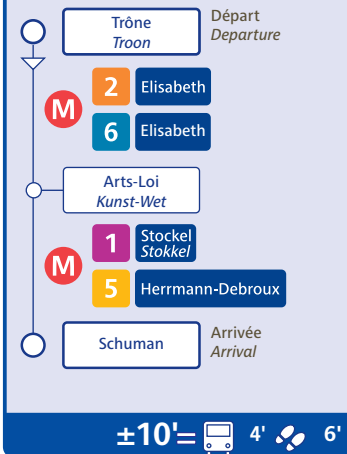 Trône
Troon
Départ
Departure
M
2 Elisabeth
6 Elisabeth
Arts-Loi
Kunst-Wet
M
1 Stockel
Stokkel
5 Herrmann-Debroux
Schuman
Arrivée
Arrival
±10'= 4' 6'